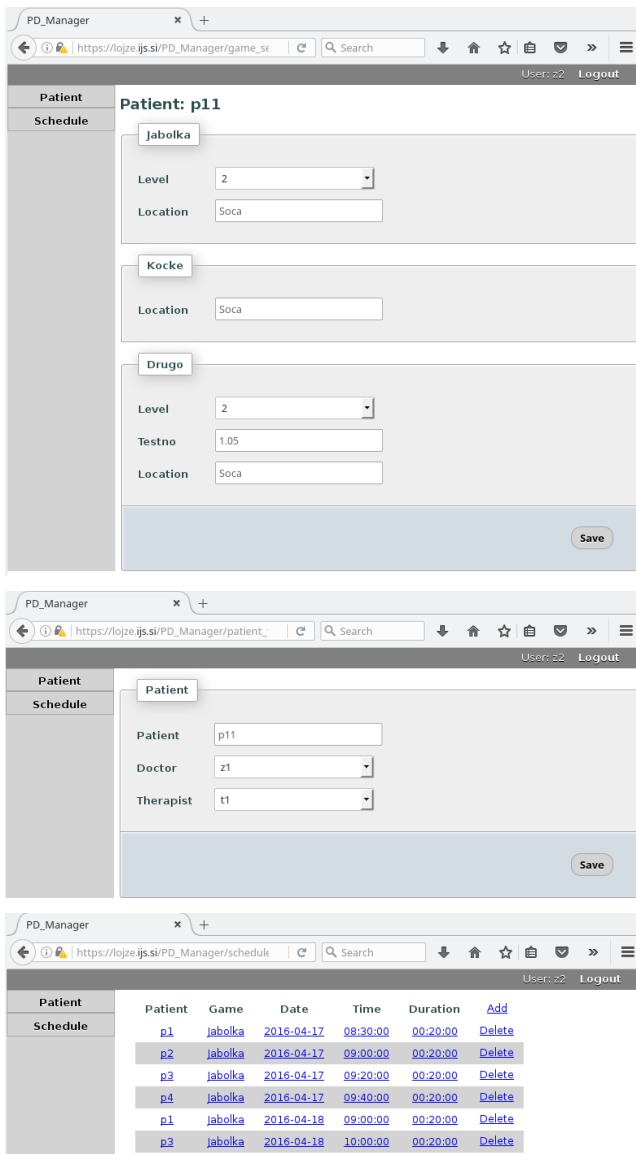 PD_Manager
https://lojze.ijs.si/PD_Manager/game_se Search
User: z2 Logout
Patient
Schedule
Patient: p11
Jabolka
Level 2
Location Soca
Kocke
Location Soca
Drugo
Level 2
Testno 1.05
Location Soca
Save
PD_Manager
https://lojze.ijs.si/PD_Manager/patient_ Search
User: z2 Logout
Patient
Schedule
Patient
Patient p11
Doctor z1
Therapist t1
Save
PD_Manager
https://lojze.ijs.si/PD_Manager/schedule Search
User: z2 Logout
Patient
Schedule
Patient Game Date Time Duration Add
p1 Jabolka 2016-04-17 08:30:00 00:20:00 Delete
p2 Jabolka 2016-04-17 09:00:00 00:20:00 Delete
p3 Jabolka 2016-04-17 09:20:00 00:20:00 Delete
p4 Jabolka 2016-04-17 09:40:00 00:20:00 Delete
p1 Jabolka 2016-04-18 09:00:00 00:20:00 Delete
p3 Jabolka 2016-04-18 10:00:00 00:20:00 Delete